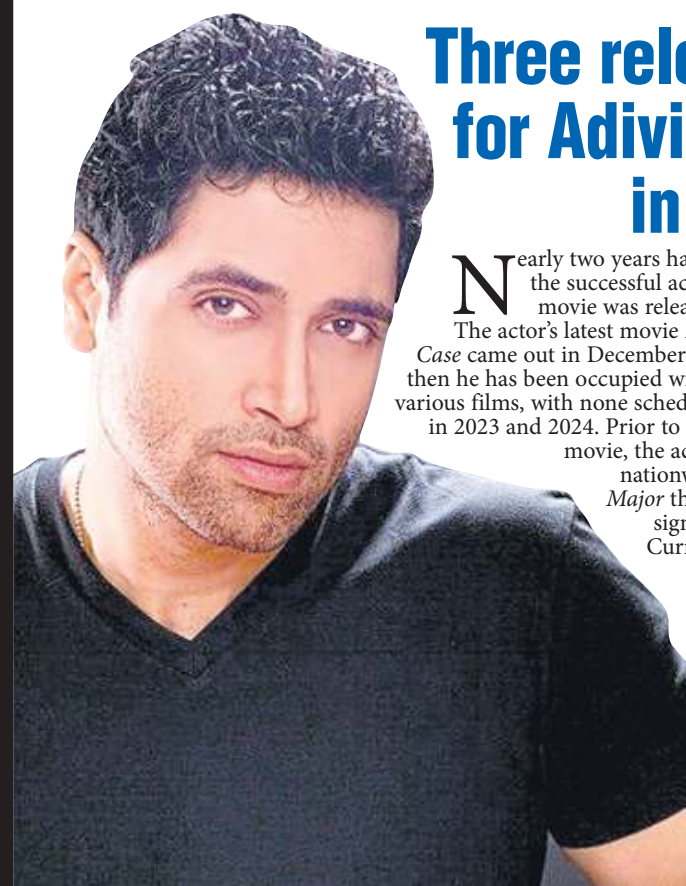 Three rele
for Adivi
in
Nearly two years ha
the successful ac
movie was relea
The actor's latest movie
Case came out in December
then he has been occupied w
various films, with none sched
in 2023 and 2024. Prior to
movie, the ac
nationw
Major th
sign
Curr